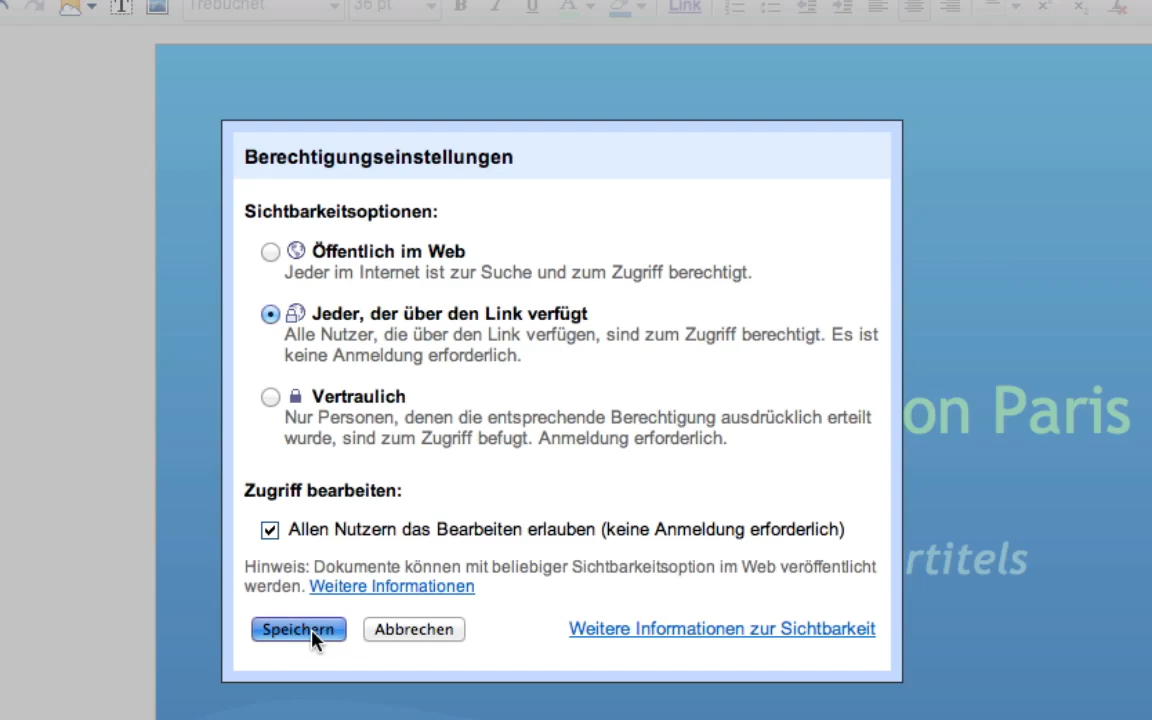 Trebuchet 36 pt B I U A Link
Berechtigungseinstellungen
Sichtbarkeitsoptionen:
Öffentlich im Web
Jeder im Internet ist zur Suche und zum Zugriff berechtigt.
Jeder, der über den Link verfügt
Alle Nutzer, die über den Link verfügen, sind zum Zugriff berechtigt. Es ist
keine Anmeldung erforderlich.
Vertraulich
Nur Personen, denen die entsprechende Berechtigung ausdrücklich erteilt
wurde, sind zum Zugriff befugt. Anmeldung erforderlich.
on Paris
Zugriff bearbeiten:
Allen Nutzern das Bearbeiten erlauben (keine Anmeldung erforderlich)
rtitels
Hinweis: Dokumente können mit beliebiger Sichtbarkeitsoption im Web veröffentlicht
werden. Weitere Informationen
Speichern Abbrechen Weitere Informationen zur Sichtbarkeit